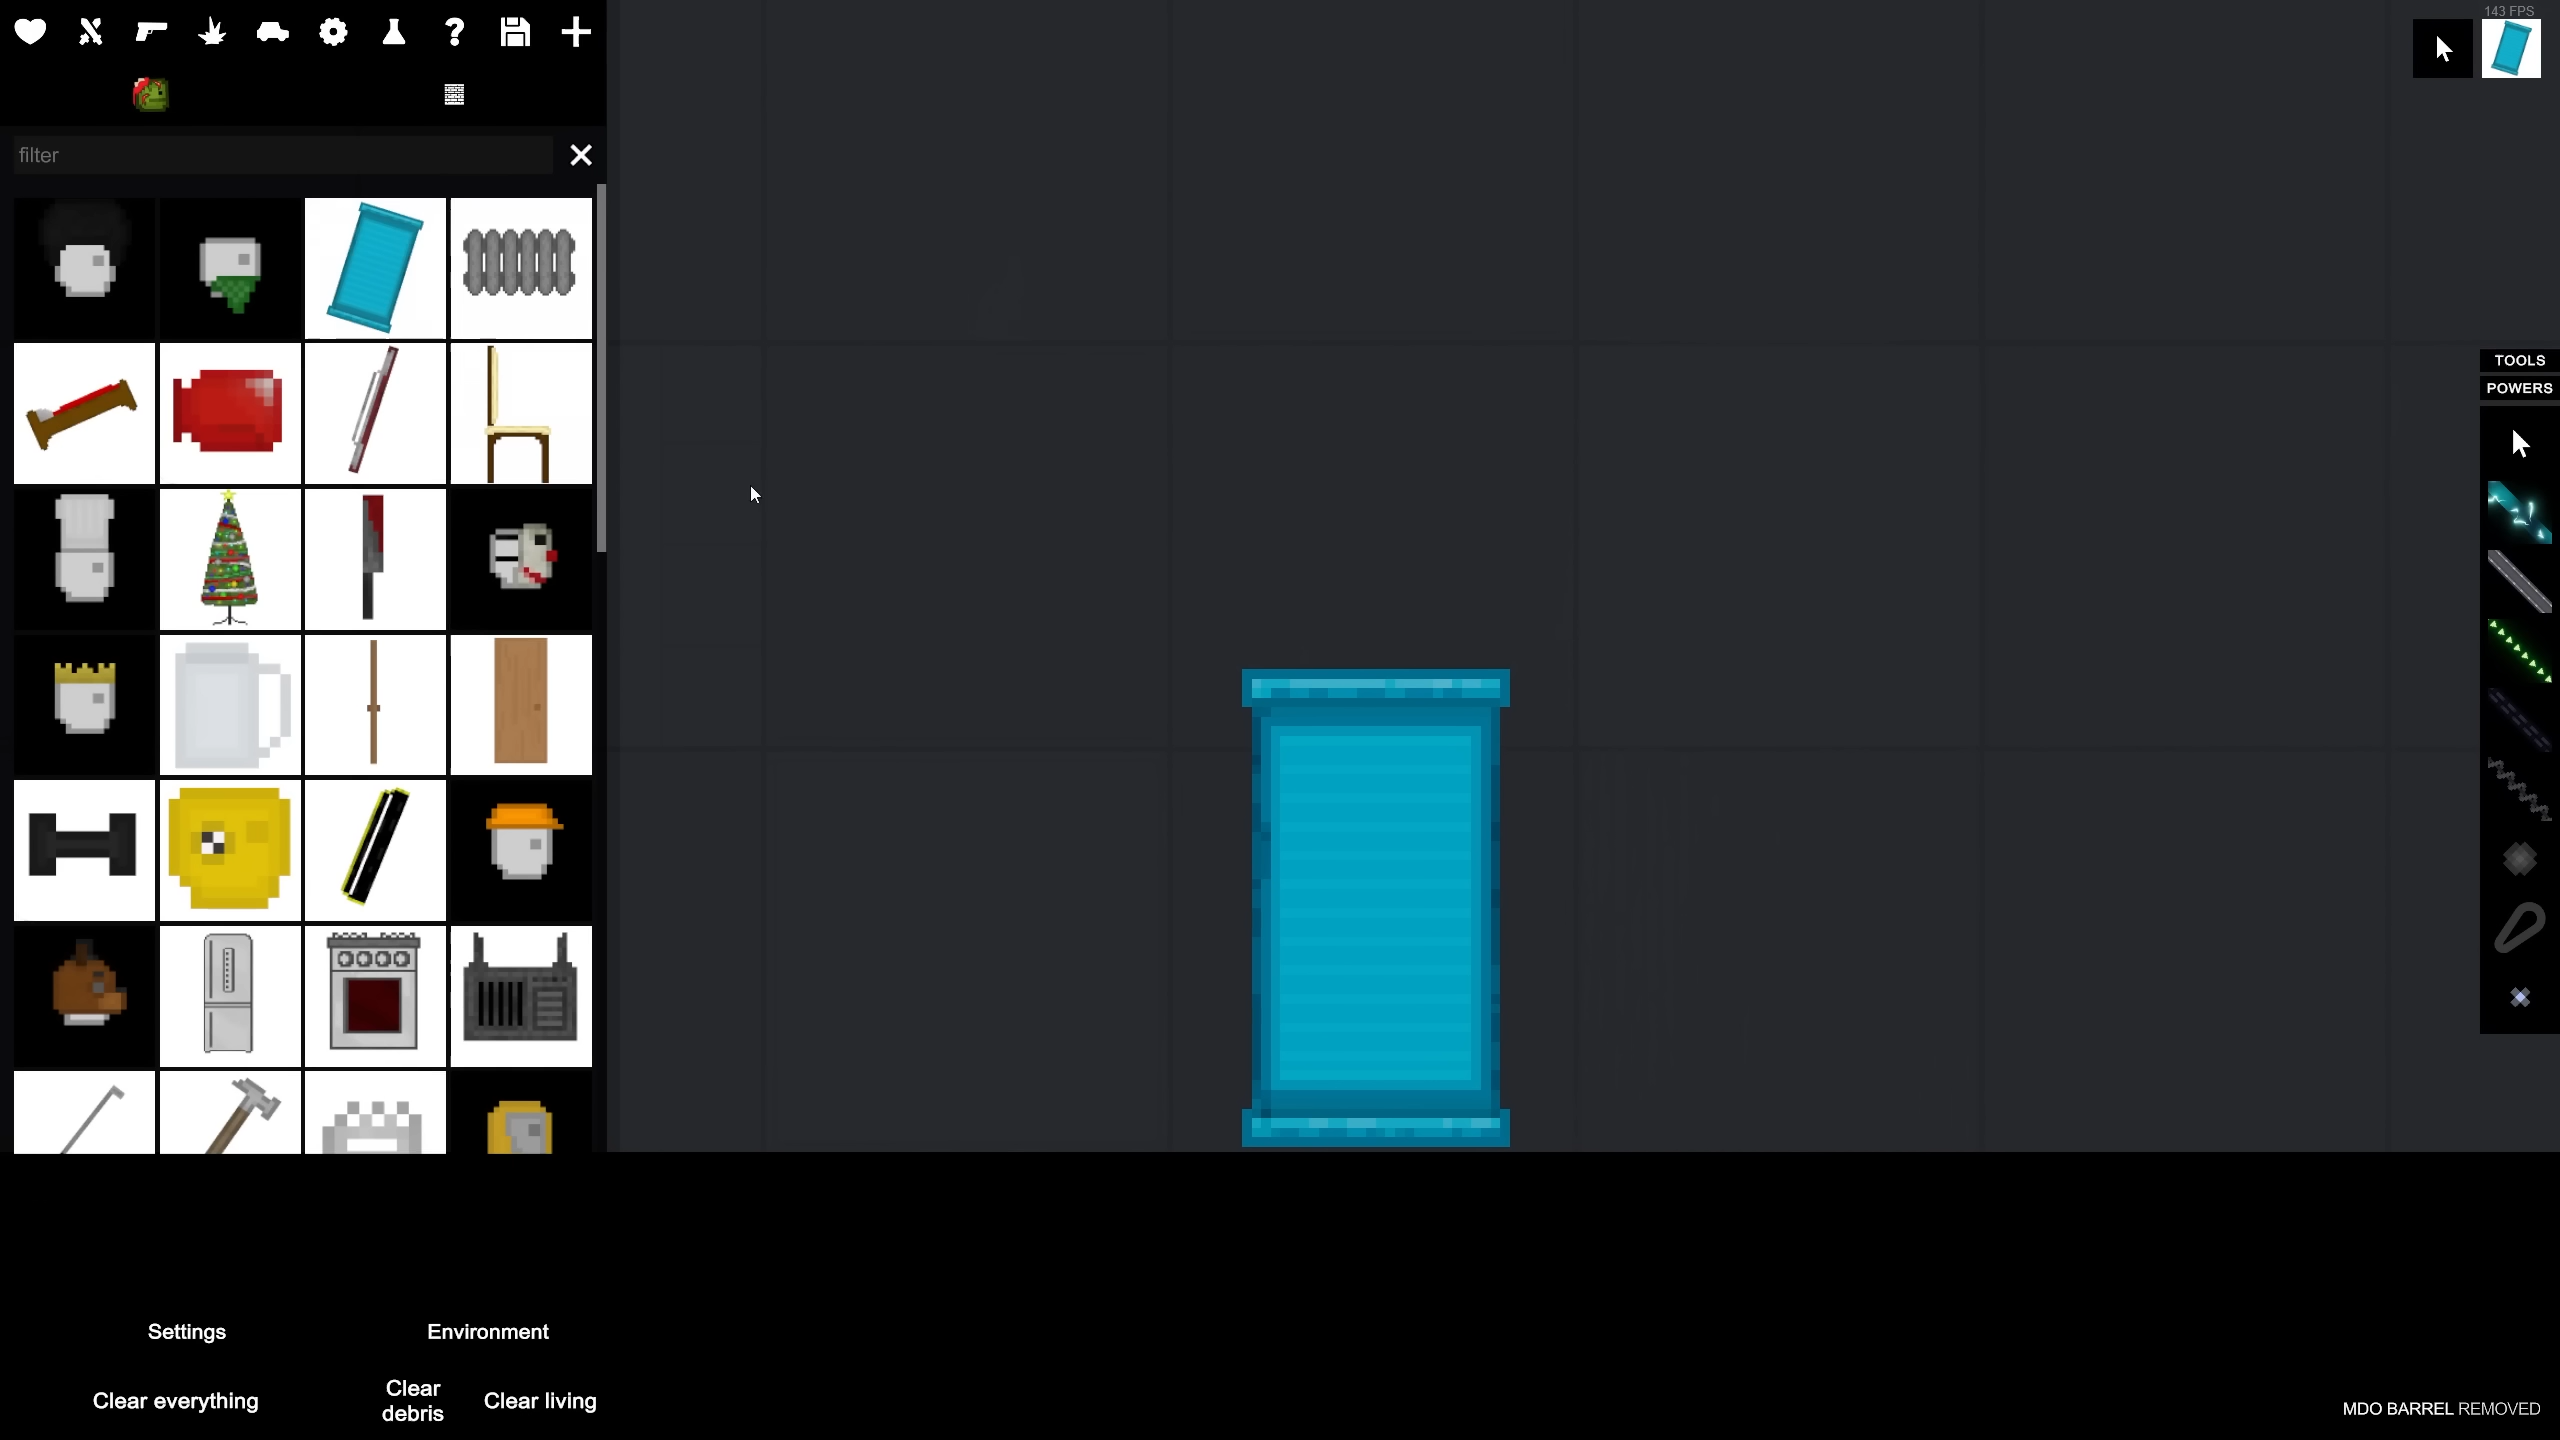 143 FPS
filter
TOOLS
POWERS
Settings
Environment
Clear everything
Clear
debris
Clear living
MDO BARREL REMOVED